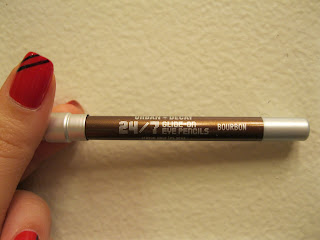 URBAN + DECAY
24/7
GLIDE-ON
EYE PENCILS
BOURBON